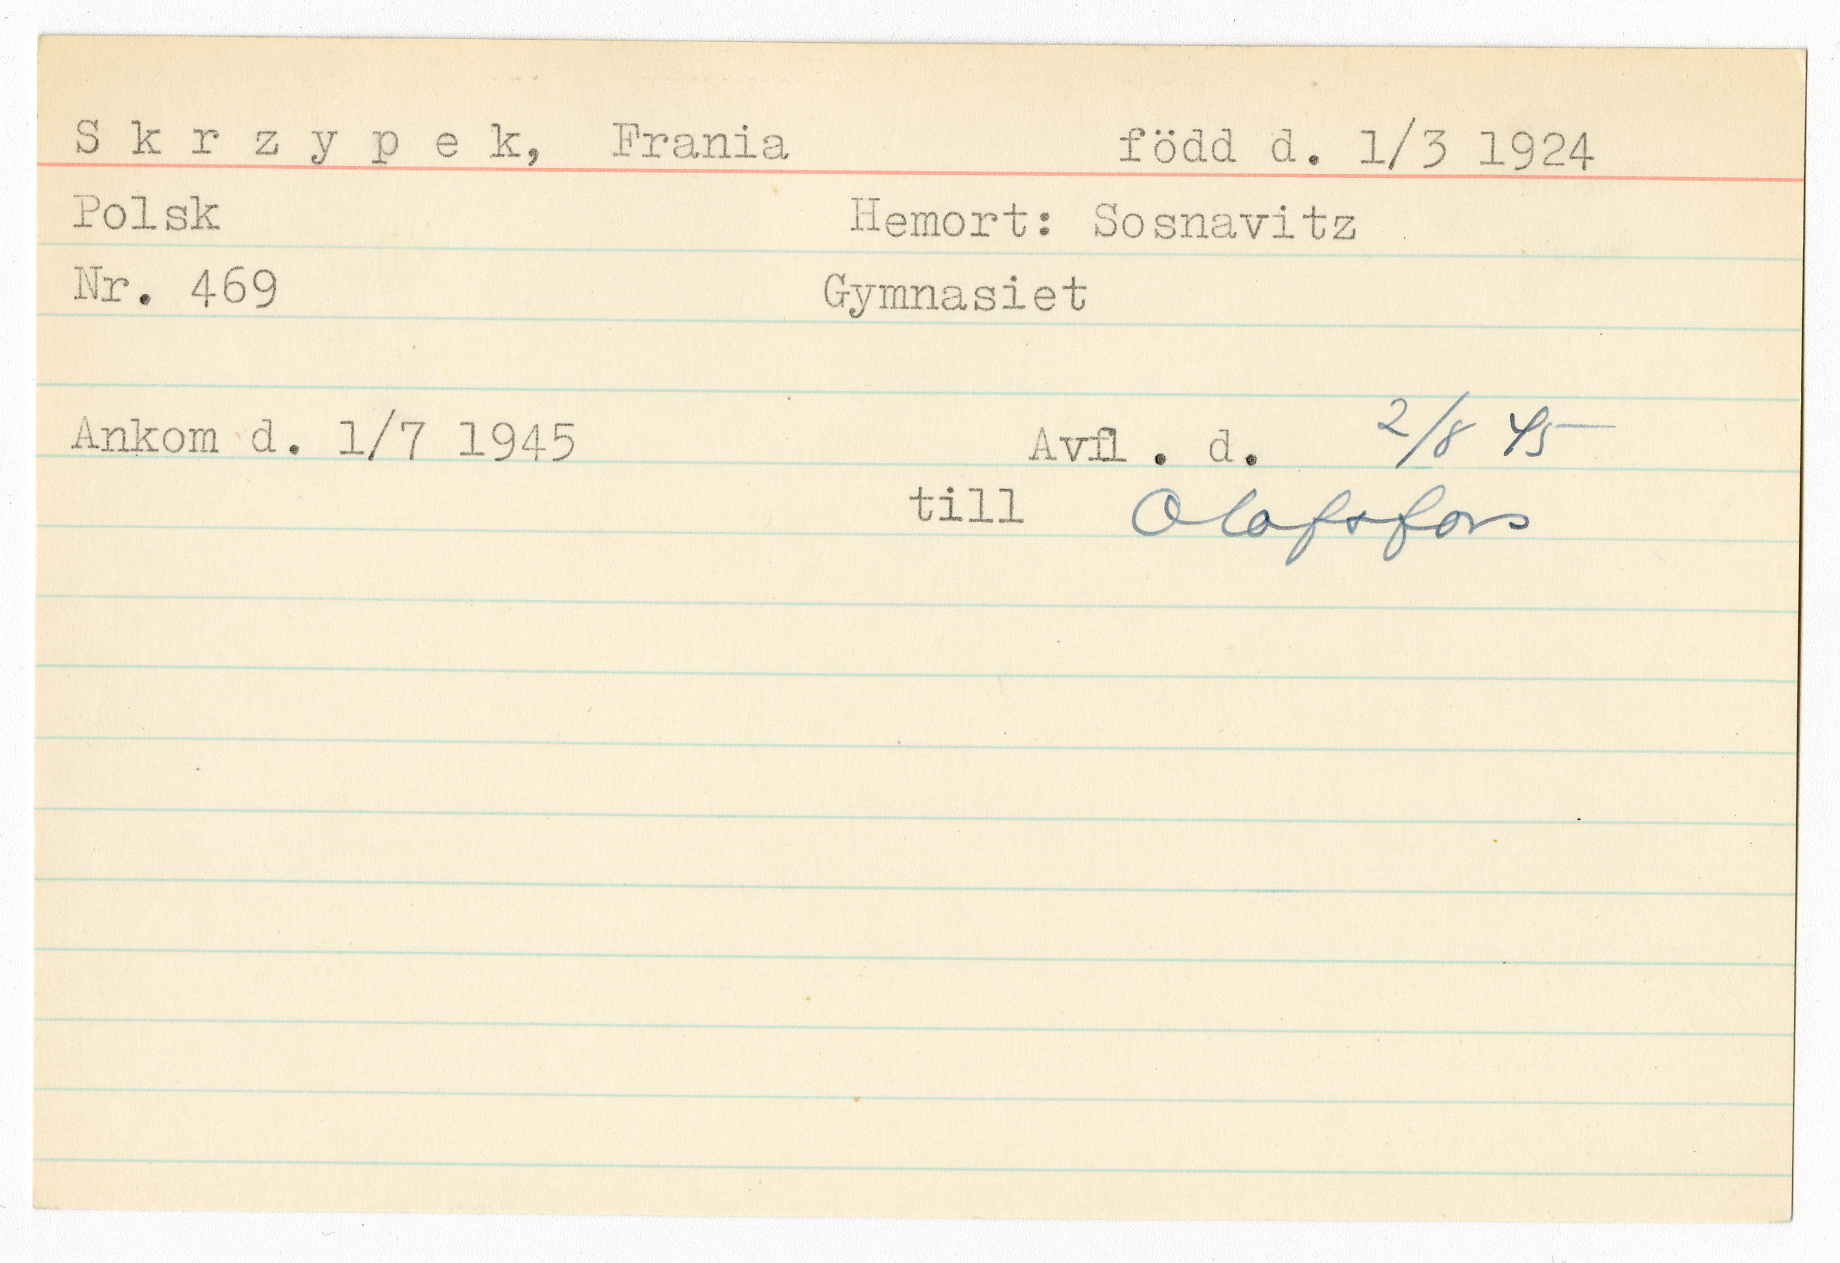 Skrzypek, Frania född d. 1/3 1924
Polsk Hemort: Sosnavitz
Nr. 469 Gymnasiet
Ankom d. 1/7 1945 Avfl. d. 2/8 45
till Olofsfors